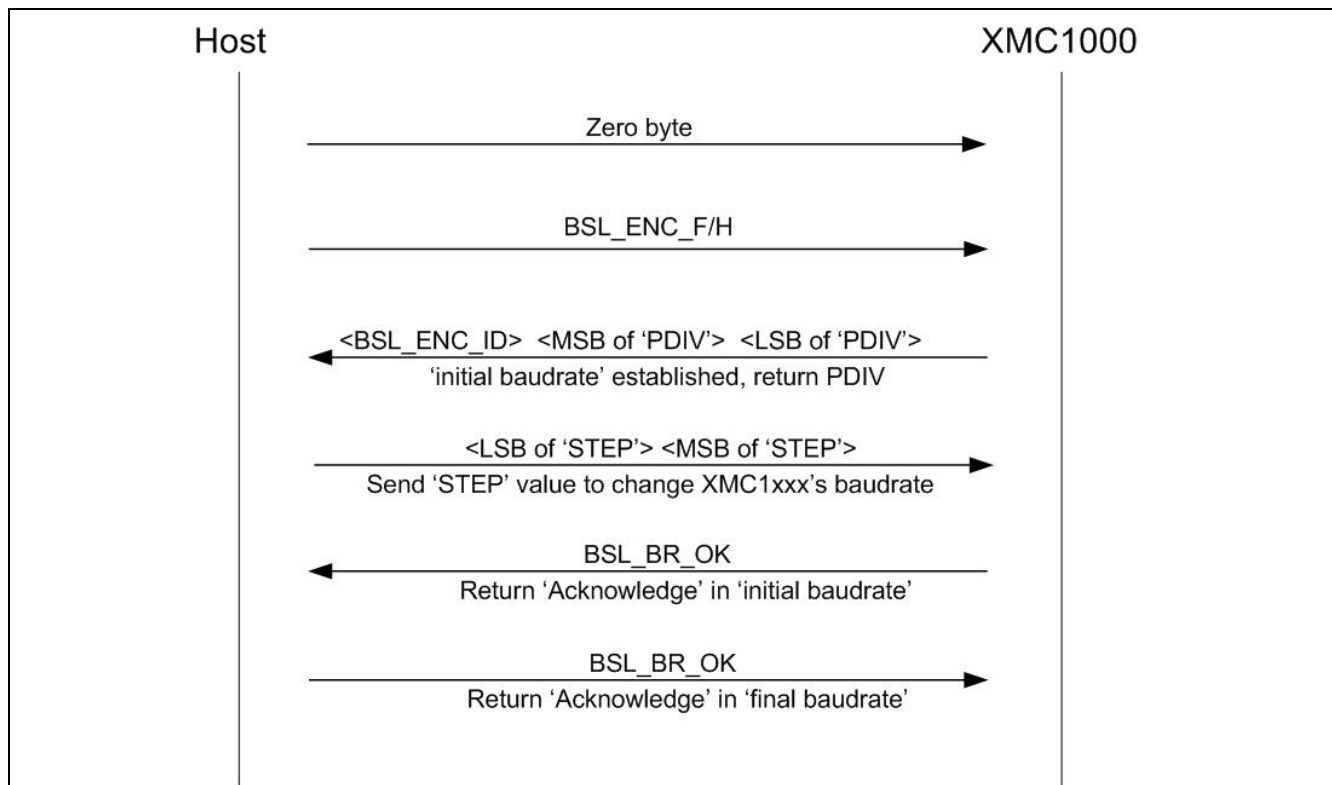 Host
XMC1000
Zero byte
BSL_ENC_F/H
<BSL_ENC_ID> <MSB of ‘PDIV’> <LSB of ‘PDIV’>
‘initial baudrate’ established, return PDIV
<LSB of ‘STEP’> <MSB of ‘STEP’>
Send ‘STEP’ value to change XMC1xxx’s baudrate
BSL_BR_OK
Return ‘Acknowledge’ in ‘initial baudrate’
BSL_BR_OK
Return ‘Acknowledge’ in ‘final baudrate’